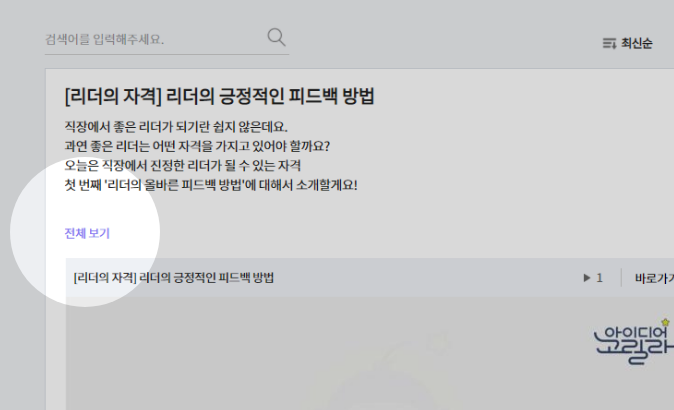 검색어를 입력해주세요.
최신순
[리더의 자격] 리더의 긍정적인 피드백 방법
직장에서 좋은 리더가 되기란 쉽지 않은데요.
과연 좋은 리더는 어떤 자격을 가지고 있어야 할까요?
오늘은 직장에서 진정한 리더가 될 수 있는 자격
첫 번째 '리더의 올바른 피드백 방법'에 대해서 소개할게요!
전체 보기
[리더의 자격] 리더의 긍정적인 피드백 방법 ▶ 1 바로가기
아이디어
고릴라